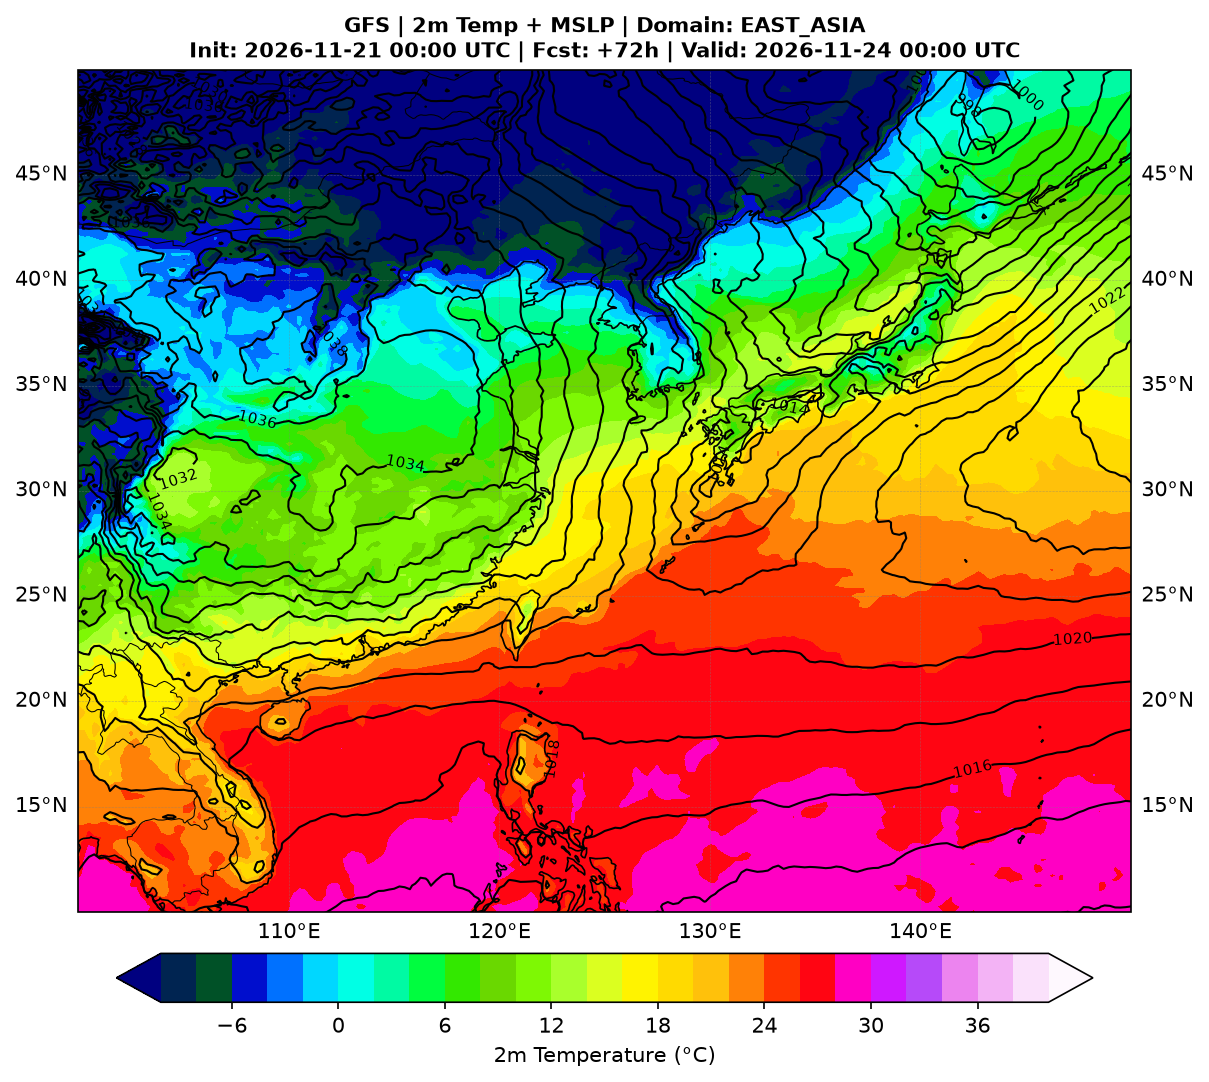 GFS | 2m Temp + MSLP | Domain: EAST_ASIA
Init: 2026-11-21 00:00 UTC | Fcst: +72h | Valid: 2026-11-24 00:00 UTC
1000
45°N 45°N
40°N 40°N
1022
1038
35°N 35°N
1036 1014
1034
1032
30°N 30°N
1034
25°N 25°N
1020
20°N 20°N
1018
1016
15°N 15°N
110°E 120°E 130°E 140°E
−6 0 6 12 18 24 30 36
2m Temperature (°C)